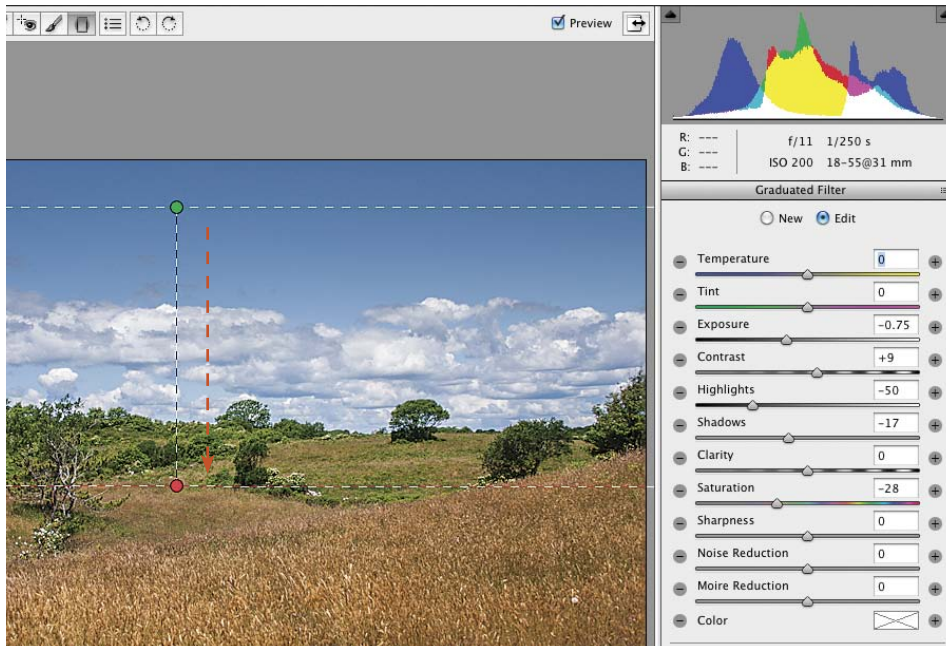 Preview
R: ---
G: ---
B: ---
f/11 1/250 s
ISO 200 18-55@31 mm
Graduated Filter
New Edit
Temperature 0
Tint 0
Exposure -0.75
Contrast +9
Highlights -50
Shadows -17
Clarity 0
Saturation -28
Sharpness 0
Noise Reduction 0
Moire Reduction 0
Color